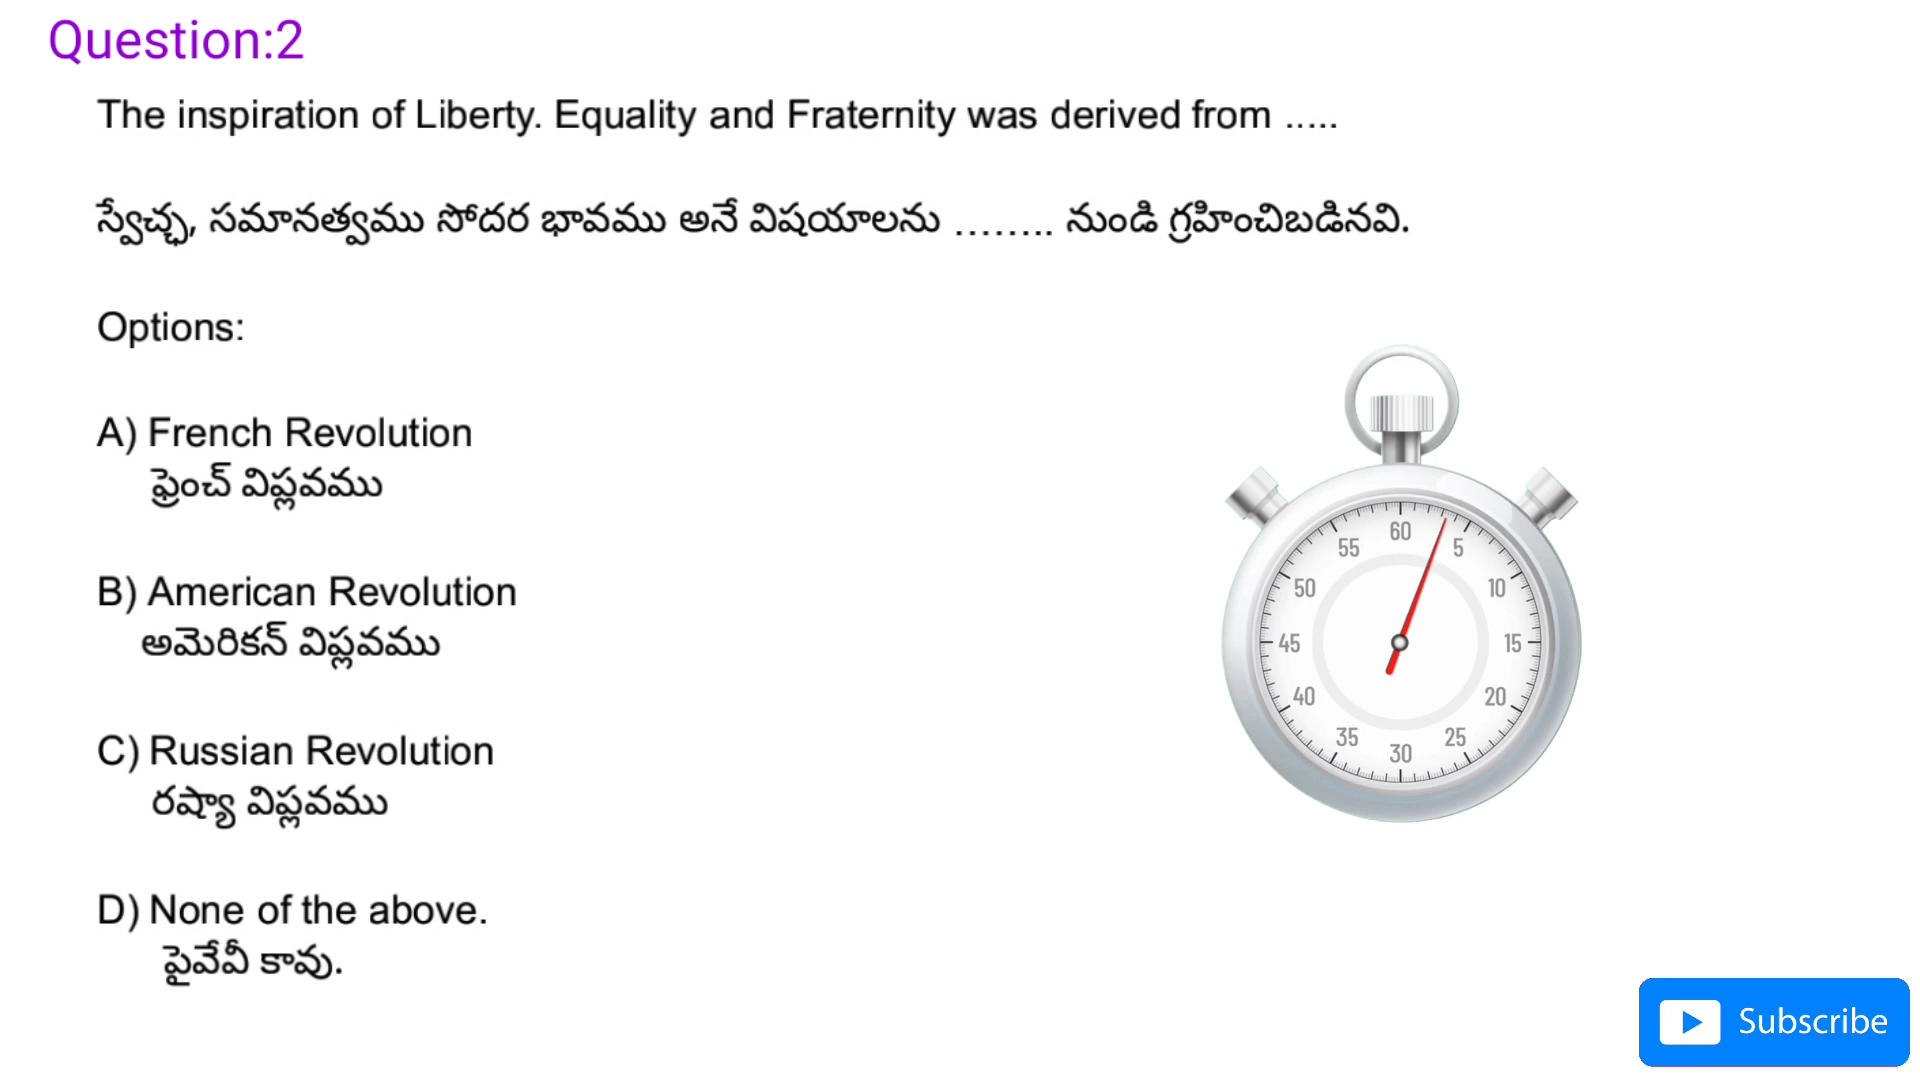 Question:2
The inspiration of Liberty. Equality and Fraternity was derived from .....
స్వేచ్ఛ, సమానత్వము సోదర భావము అనే విషయాలను ........ నుండి గ్రహించిబడినవి.
Options:
A) French Revolution
ఫ్రెంచ్ విప్లవము
B) American Revolution
అమెరికన్ విప్లవము
C) Russian Revolution
రష్యా విప్లవము
D) None of the above.
పైవేవీ కావు.
60
55
5
50
10
45
15
40
20
35
25
30
Subscribe